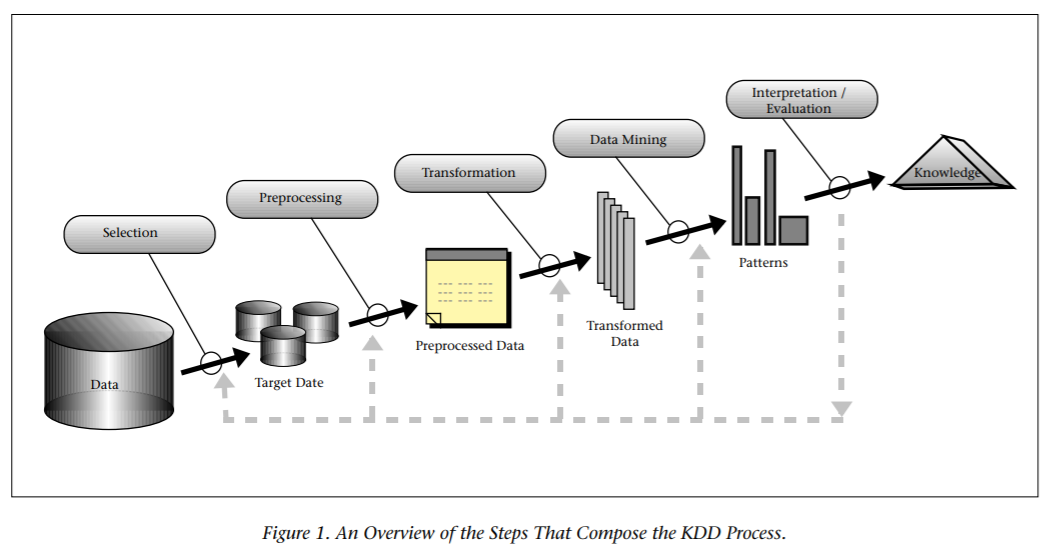 Interpretation /
Evaluation
Data Mining
Transformation
Preprocessing
Selection
Knowledge
Patterns
Transformed
Data
Preprocessed Data
Target Date
Data
Figure 1. An Overview of the Steps That Compose the KDD Process.